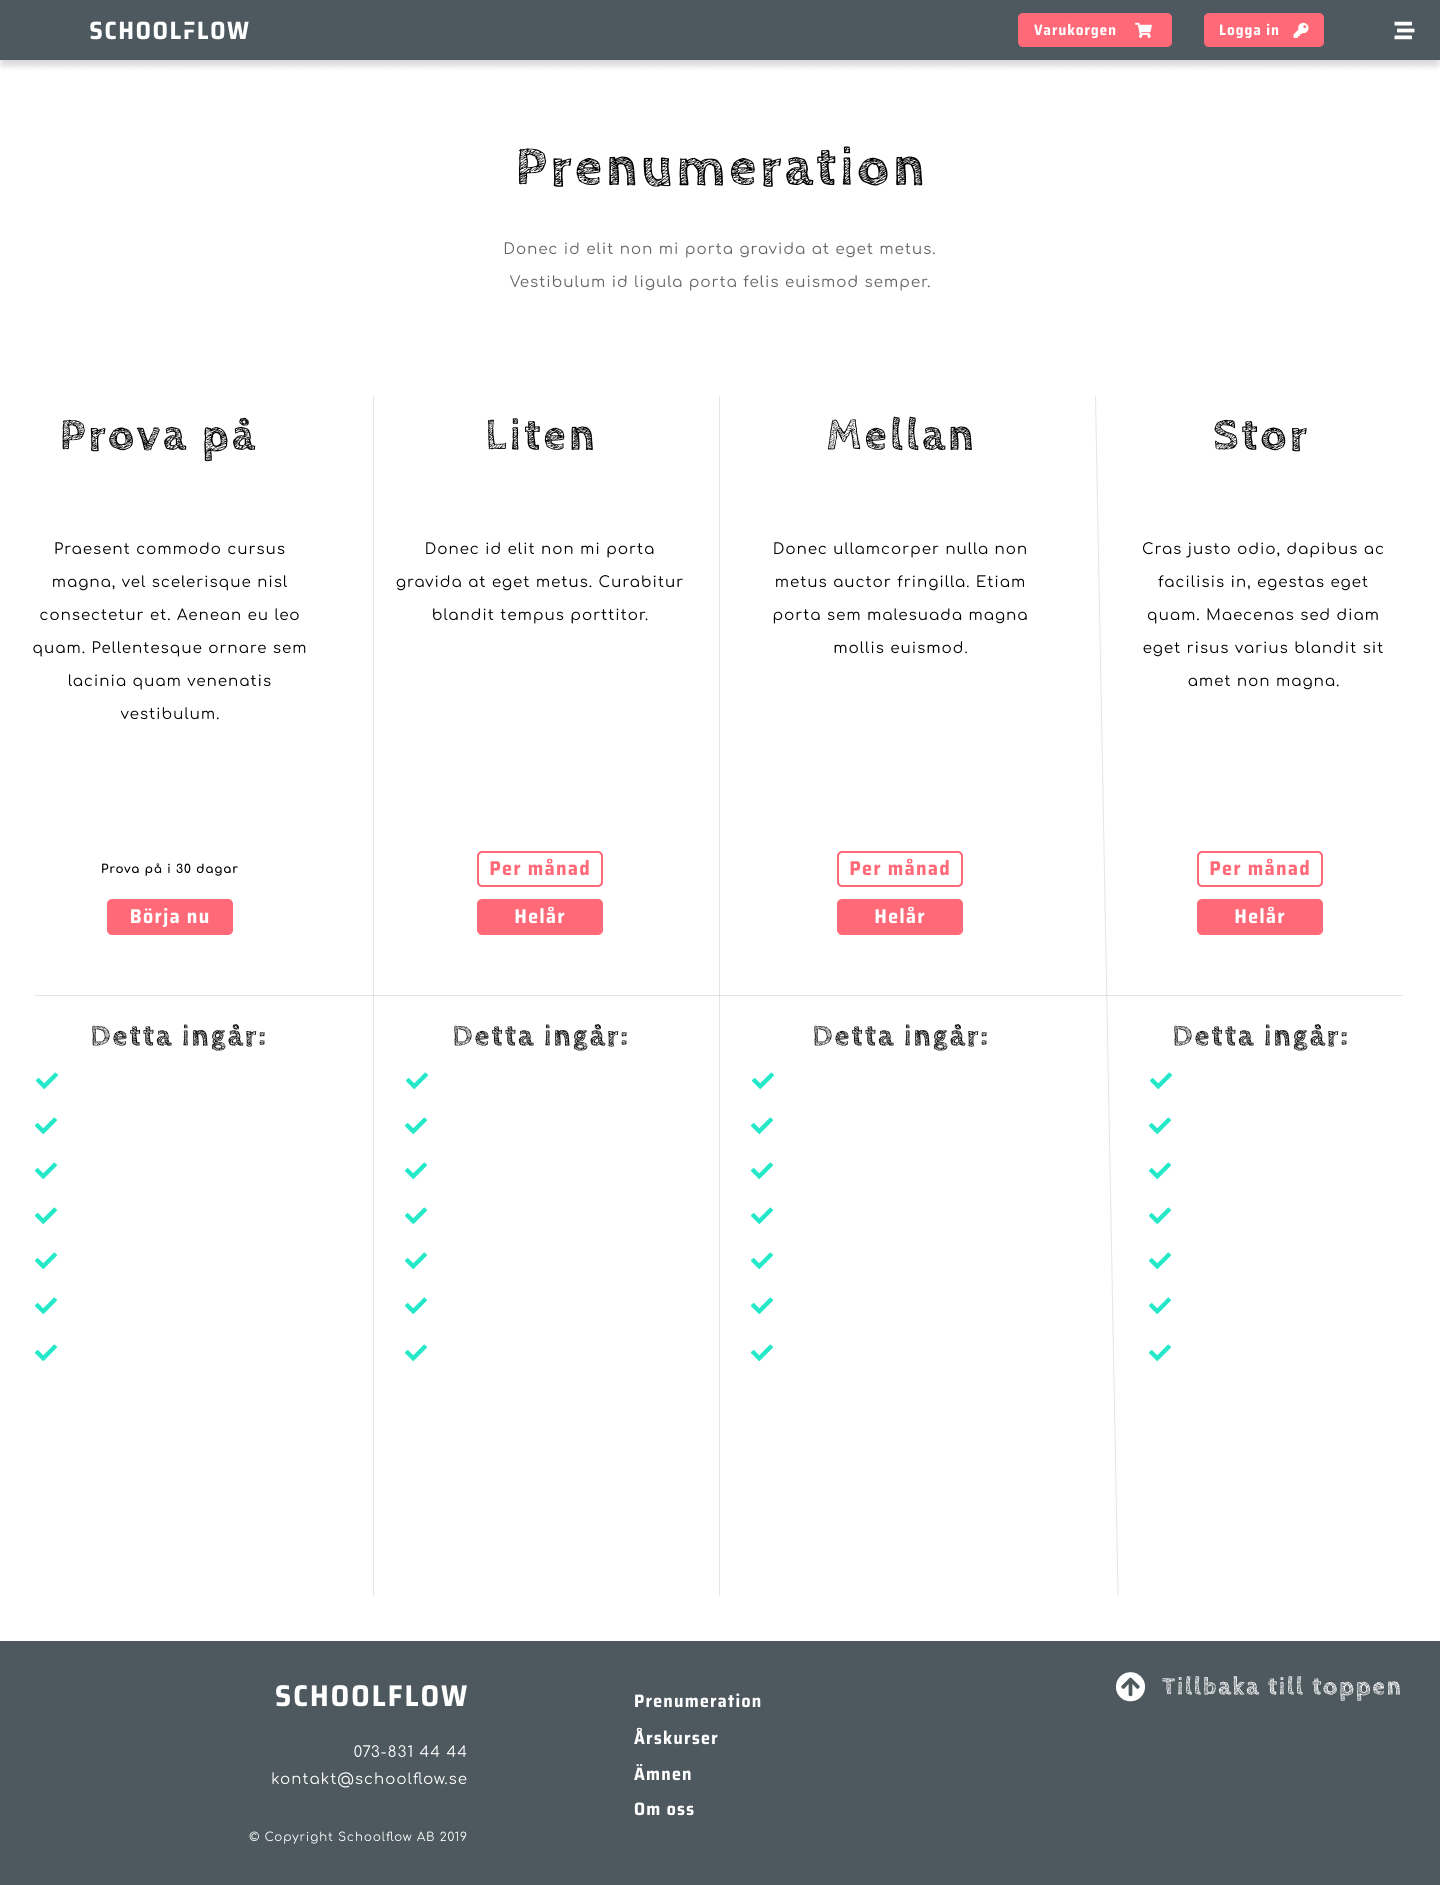 SCHOOLFLOW
Varukorgen
Logga in
Prenumeration
Donec id elit non mi porta gravida at eget metus.
Vestibulum id ligula porta felis euismod semper.
Prova på
Praesent commodo cursus
magna, vel scelerisque nisl
consectetur et. Aenean eu leo
quam. Pellentesque ornare sem
lacinia quam venenatis
vestibulum.
Prova på i 30 dagar
Börja nu
Liten
Donec id elit non mi porta
gravida at eget metus. Curabitur
blandit tempus porttitor.
Per månad
Helår
Mellan
Donec ullamcorper nulla non
metus auctor fringilla. Etiam
porta sem malesuada magna
mollis euismod.
Per månad
Helår
Stor
Cras justo odio, dapibus ac
facilisis in, egestas eget
quam. Maecenas sed diam
eget risus varius blandit sit
amet non magna.
Per månad
Helår
Detta ingår:
Detta ingår:
Detta ingår:
Detta ingår:
SCHOOLFLOW
073-831 44 44
kontakt@schoolflow.se
© Copyright Schoolflow AB 2019
Prenumeration
Årskurser
Ämnen
Om oss
Tillbaka till toppen